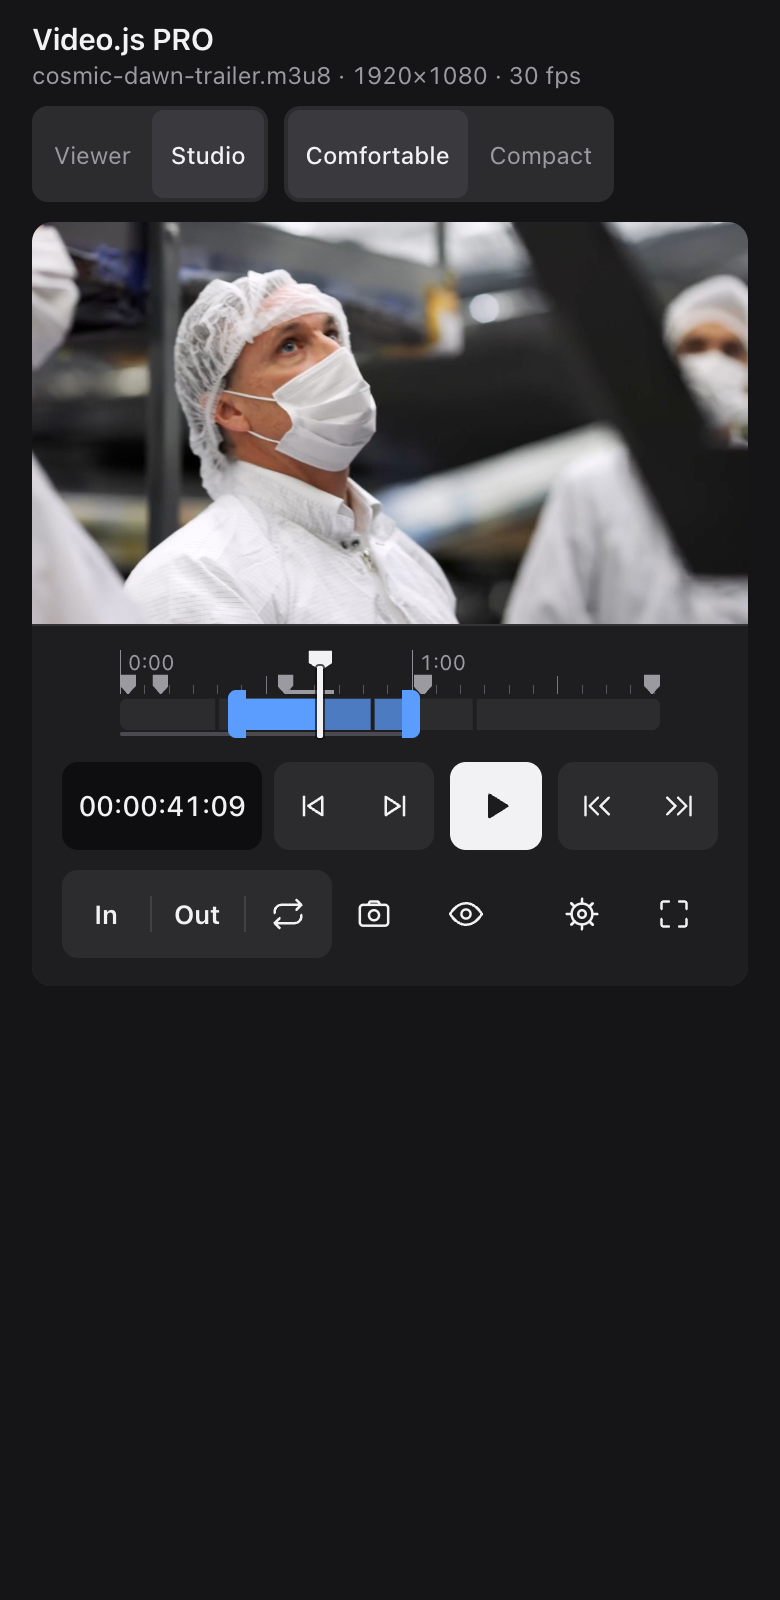 Video.js PRO
cosmic-dawn-trailer.m3u8 · 1920×1080 · 30 fps
Viewer Studio Comfortable Compact
0:00 1:00
00:00:41:09
In Out